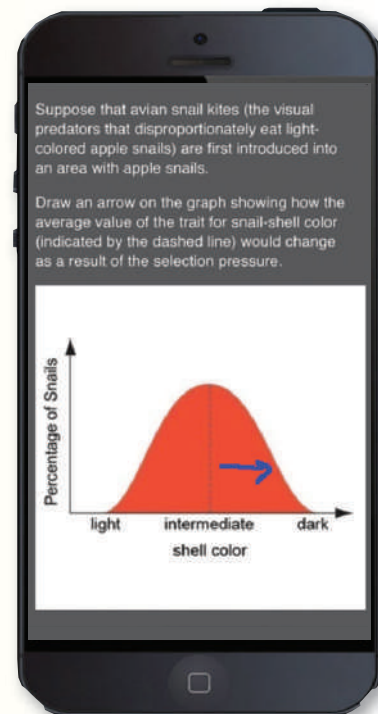 Suppose that avian snail kites (the visual
predators that disproportionately eat light-
colored apple snails) are first introduced into
an area with apple snails.
Draw an arrow on the graph showing how the
average value of the trait for snail-shell color
(indicated by the dashed line) would change
as a result of the selection pressure.
Percentage of Snails
light intermediate dark
shell color